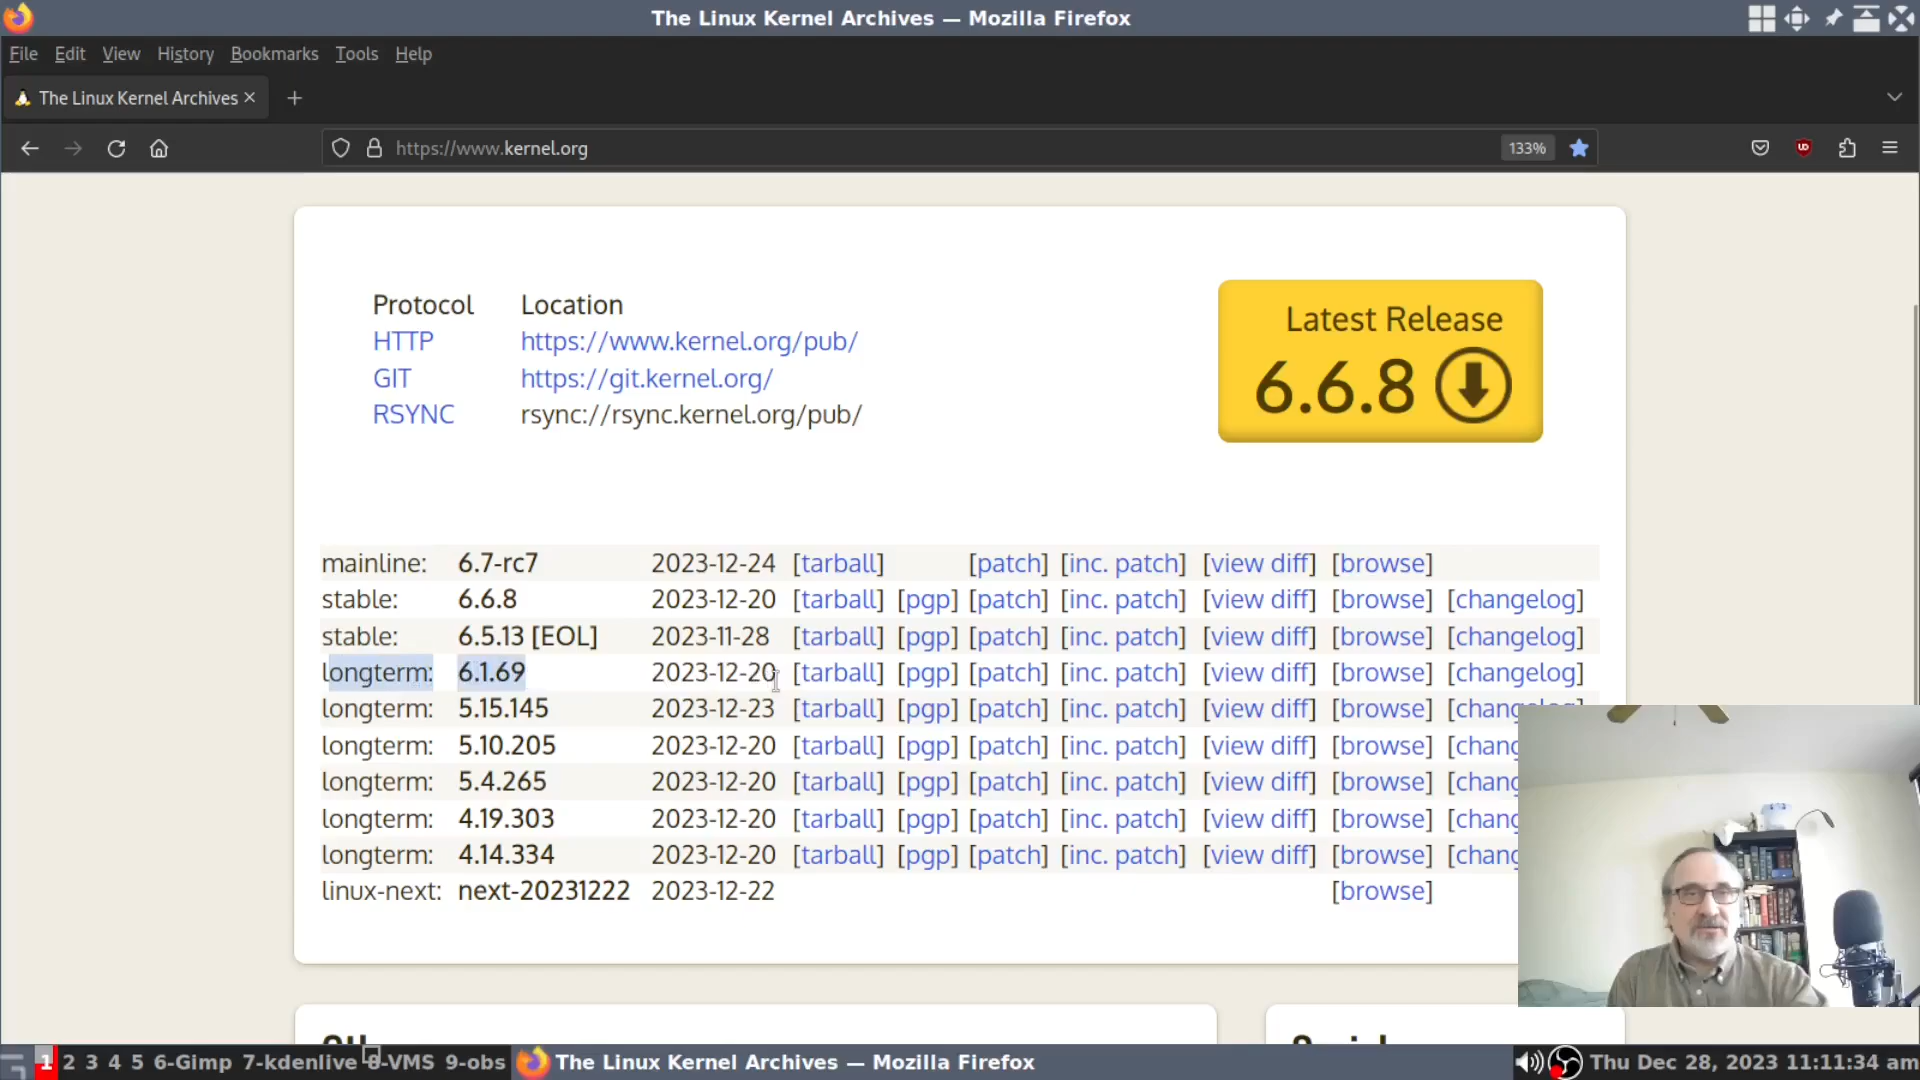 The Linux Kernel Archives — Mozilla Firefox
File Edit View History Bookmarks Tools Help
The Linux Kernel Archives
https://www.kernel.org 133%
Protocol Location
HTTP https://www.kernel.org/pub/
GIT https://git.kernel.org/
RSYNC rsync://rsync.kernel.org/pub/
Latest Release
6.6.8
mainline: 6.7-rc7 2023-12-24 [tarball] [patch] [inc. patch] [view diff] [browse]
stable: 6.6.8 2023-12-20 [tarball] [pgp] [patch] [inc. patch] [view diff] [browse] [changelog]
stable: 6.5.13 [EOL] 2023-11-28 [tarball] [pgp] [patch] [inc. patch] [view diff] [browse] [changelog]
longterm: 6.1.69 2023-12-20 [tarball] [pgp] [patch] [inc. patch] [view diff] [browse] [changelog]
longterm: 5.15.145 2023-12-23 [tarball] [pgp] [patch] [inc. patch] [view diff] [browse] [changelog]
longterm: 5.10.205 2023-12-20 [tarball] [pgp] [patch] [inc. patch] [view diff] [browse] [chang
longterm: 5.4.265 2023-12-20 [tarball] [pgp] [patch] [inc. patch] [view diff] [browse] [chang
longterm: 4.19.303 2023-12-20 [tarball] [pgp] [patch] [inc. patch] [view diff] [browse] [chang
longterm: 4.14.334 2023-12-20 [tarball] [pgp] [patch] [inc. patch] [view diff] [browse] [chang
linux-next: next-20231222 2023-12-22 [browse]
1 2 3 4 5 6-Gimp 7-kdenlive 8-VMS 9-obs The Linux Kernel Archives — Mozilla Firefox Thu Dec 28, 2023 11:11:34 am